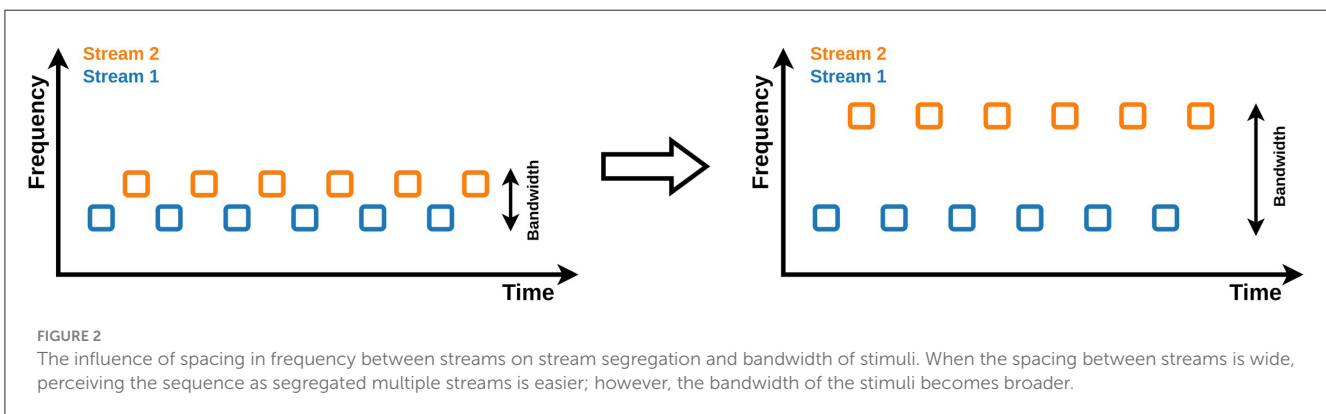 Stream 2
Stream 1
Frequency
Bandwidth
Time
Stream 2
Stream 1
Frequency
Bandwidth
Time
FIGURE 2
The influence of spacing in frequency between streams on stream segregation and bandwidth of stimuli. When the spacing between streams is wide,
perceiving the sequence as segregated multiple streams is easier; however, the bandwidth of the stimuli becomes broader.